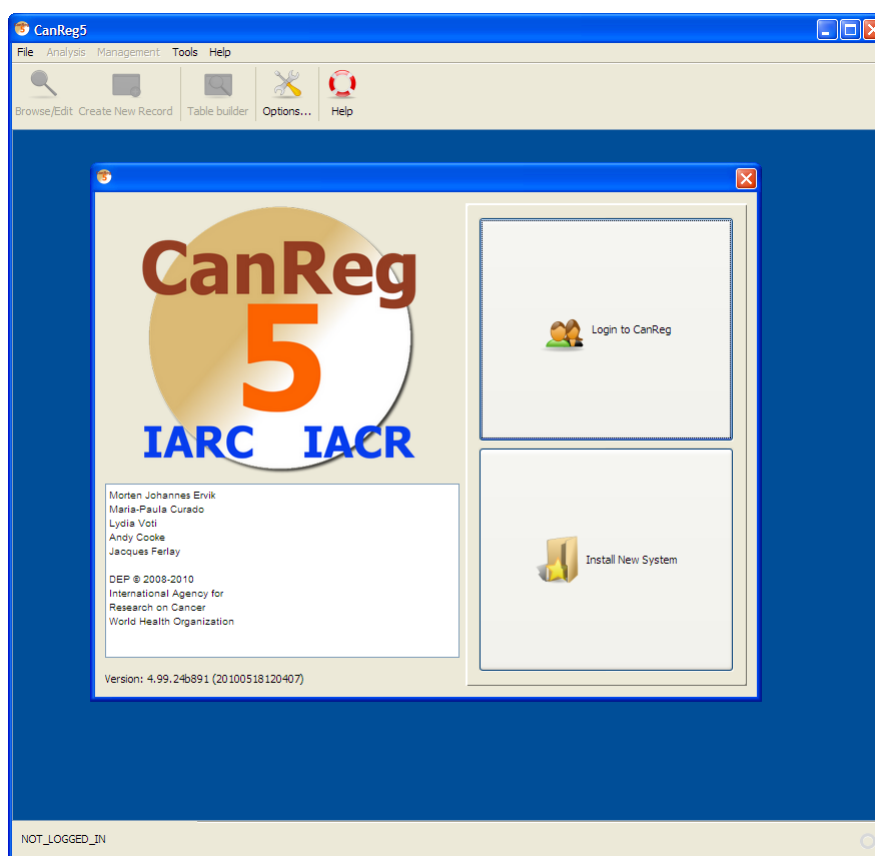 CanReg5
File Analysis Management Tools Help
Browse/Edit Create New Record Table builder Options... Help
CanReg
5
IARC IACR
Morten Johannes Ervik
Maria-Paula Curado
Lydia Voti
Andy Cooke
Jacques Ferlay
DEP © 2008-2010
International Agency for
Research on Cancer
World Health Organization
Version: 4.99.24b891 (20100518120407)
Login to CanReg
Install New System
NOT_LOGGED_IN